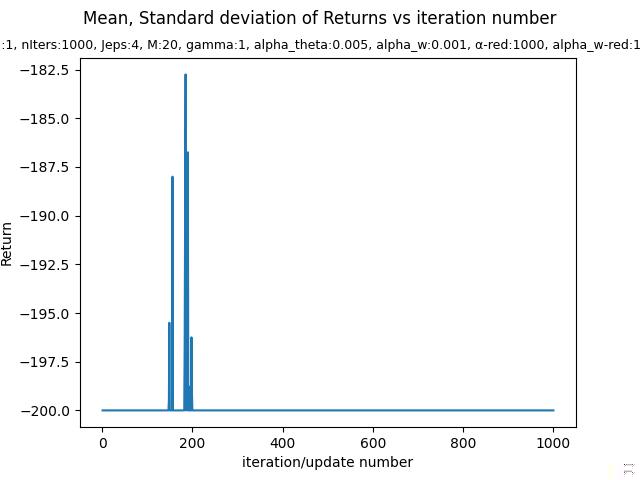 Mean, Standard deviation of Returns vs iteration number
:1, nIters:1000, Jeps:4, M:20, gamma:1, alpha_theta:0.005, alpha_w:0.001, α-red:1000, alpha_w-red:1
−182.5
−185.0
−187.5
−190.0
−192.5
−195.0
−197.5
−200.0
Return
0 200 400 600 800 1000
iteration/update number